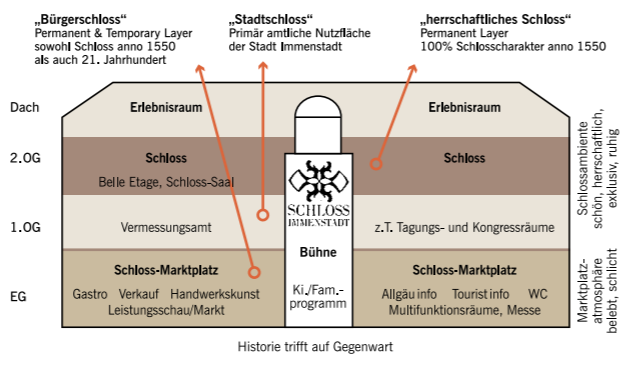 „Bürgerschloss“
Permanent & Temporary Layer
sowohl Schloss anno 1550
als auch 21. Jahrhundert
„Stadtschloss“
Primär amtliche Nutzfläche
der Stadt Immenstadt
„herrschaftliches Schloss“
Permanent Layer
100% Schlosscharakter anno 1550
Dach
Erlebnisraum
Erlebnisraum
2.OG
Schloss
Belle Etage, Schloss-Saal
Schloss
1.OG
Vermessungsamt
z.T. Tagungs- und Kongressräume
SCHLOSS
IMMENSTADT
Bühne
Ki./Fam.-
programm
EG
Schloss-Marktplatz
Gastro Verkauf Handwerkskunst
Leistungsschau/Markt
Schloss-Marktplatz
Allgäuinfo Touristinfo WC
Multifunktionsräume, Messe
Schlossambiente
schön, herrschaftlich,
exklusiv, ruhig
Marktplatz-
atmosphäre
belebt, schlicht
Historie trifft auf Gegenwart